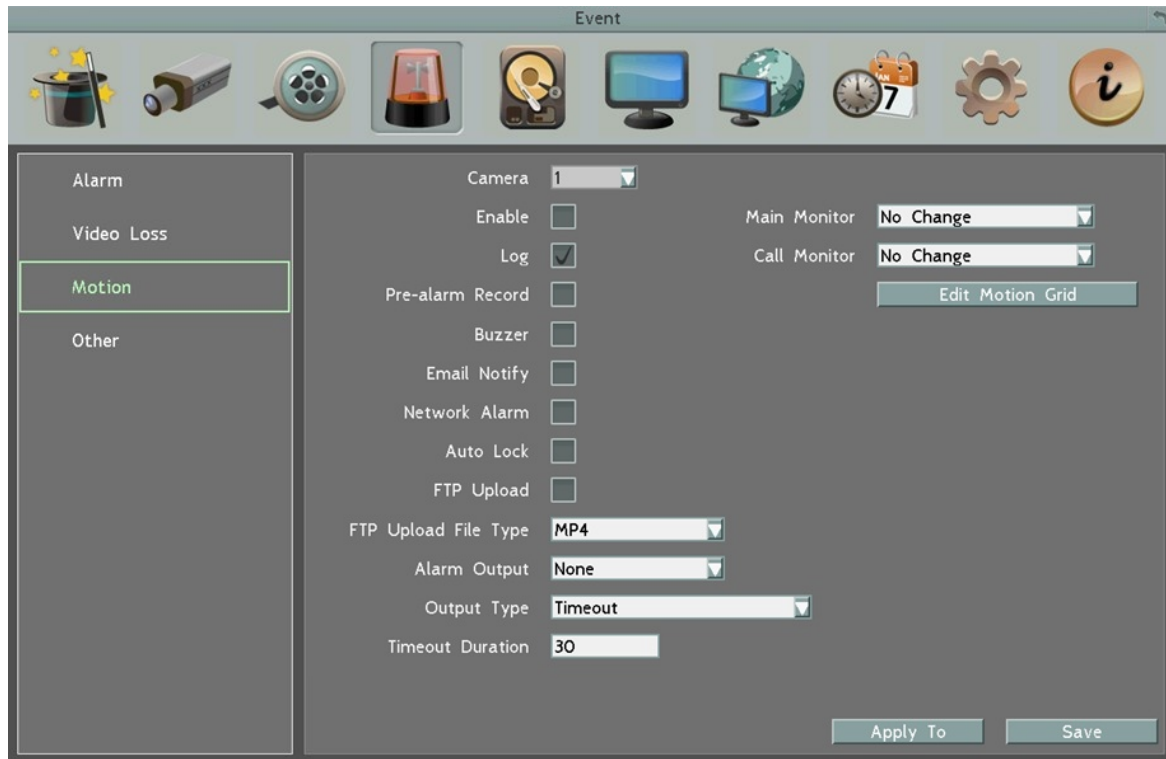 Event
AN
7
i
Alarm
Video Loss
Motion
Other
Camera 1
Enable Main Monitor No Change
Log Call Monitor No Change
Pre-alarm Record Edit Motion Grid
Buzzer
Email Notify
Network Alarm
Auto Lock
FTP Upload
FTP Upload File Type MP4
Alarm Output None
Output Type Timeout
Timeout Duration 30
Apply To Save